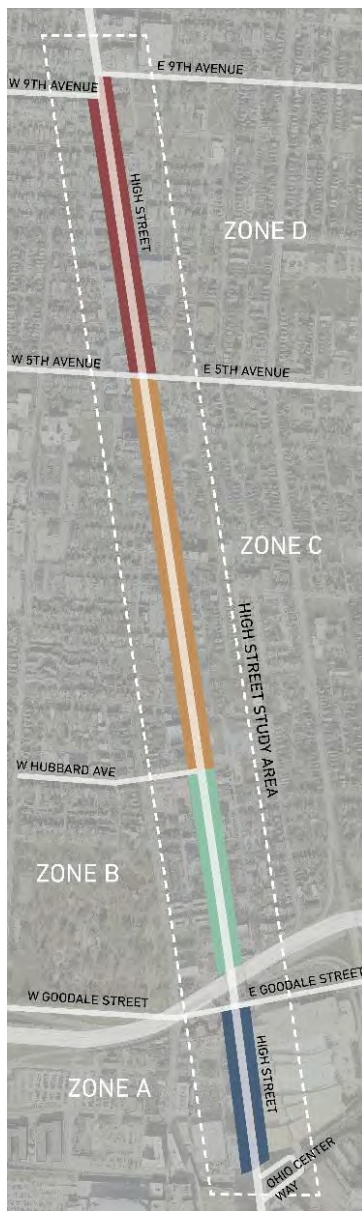 E 9TH AVENUE
W 9TH AVENUE
HIGH STREET
ZONE D
W 5TH AVENUE
E 5TH AVENUE
ZONE C
HIGH STREET STUDY AREA
W HUBBARD AVE
ZONE B
W GOODALE STREET
E GOODALE STREET
HIGH STREET
ZONE A
OHIO CENTER
WAY